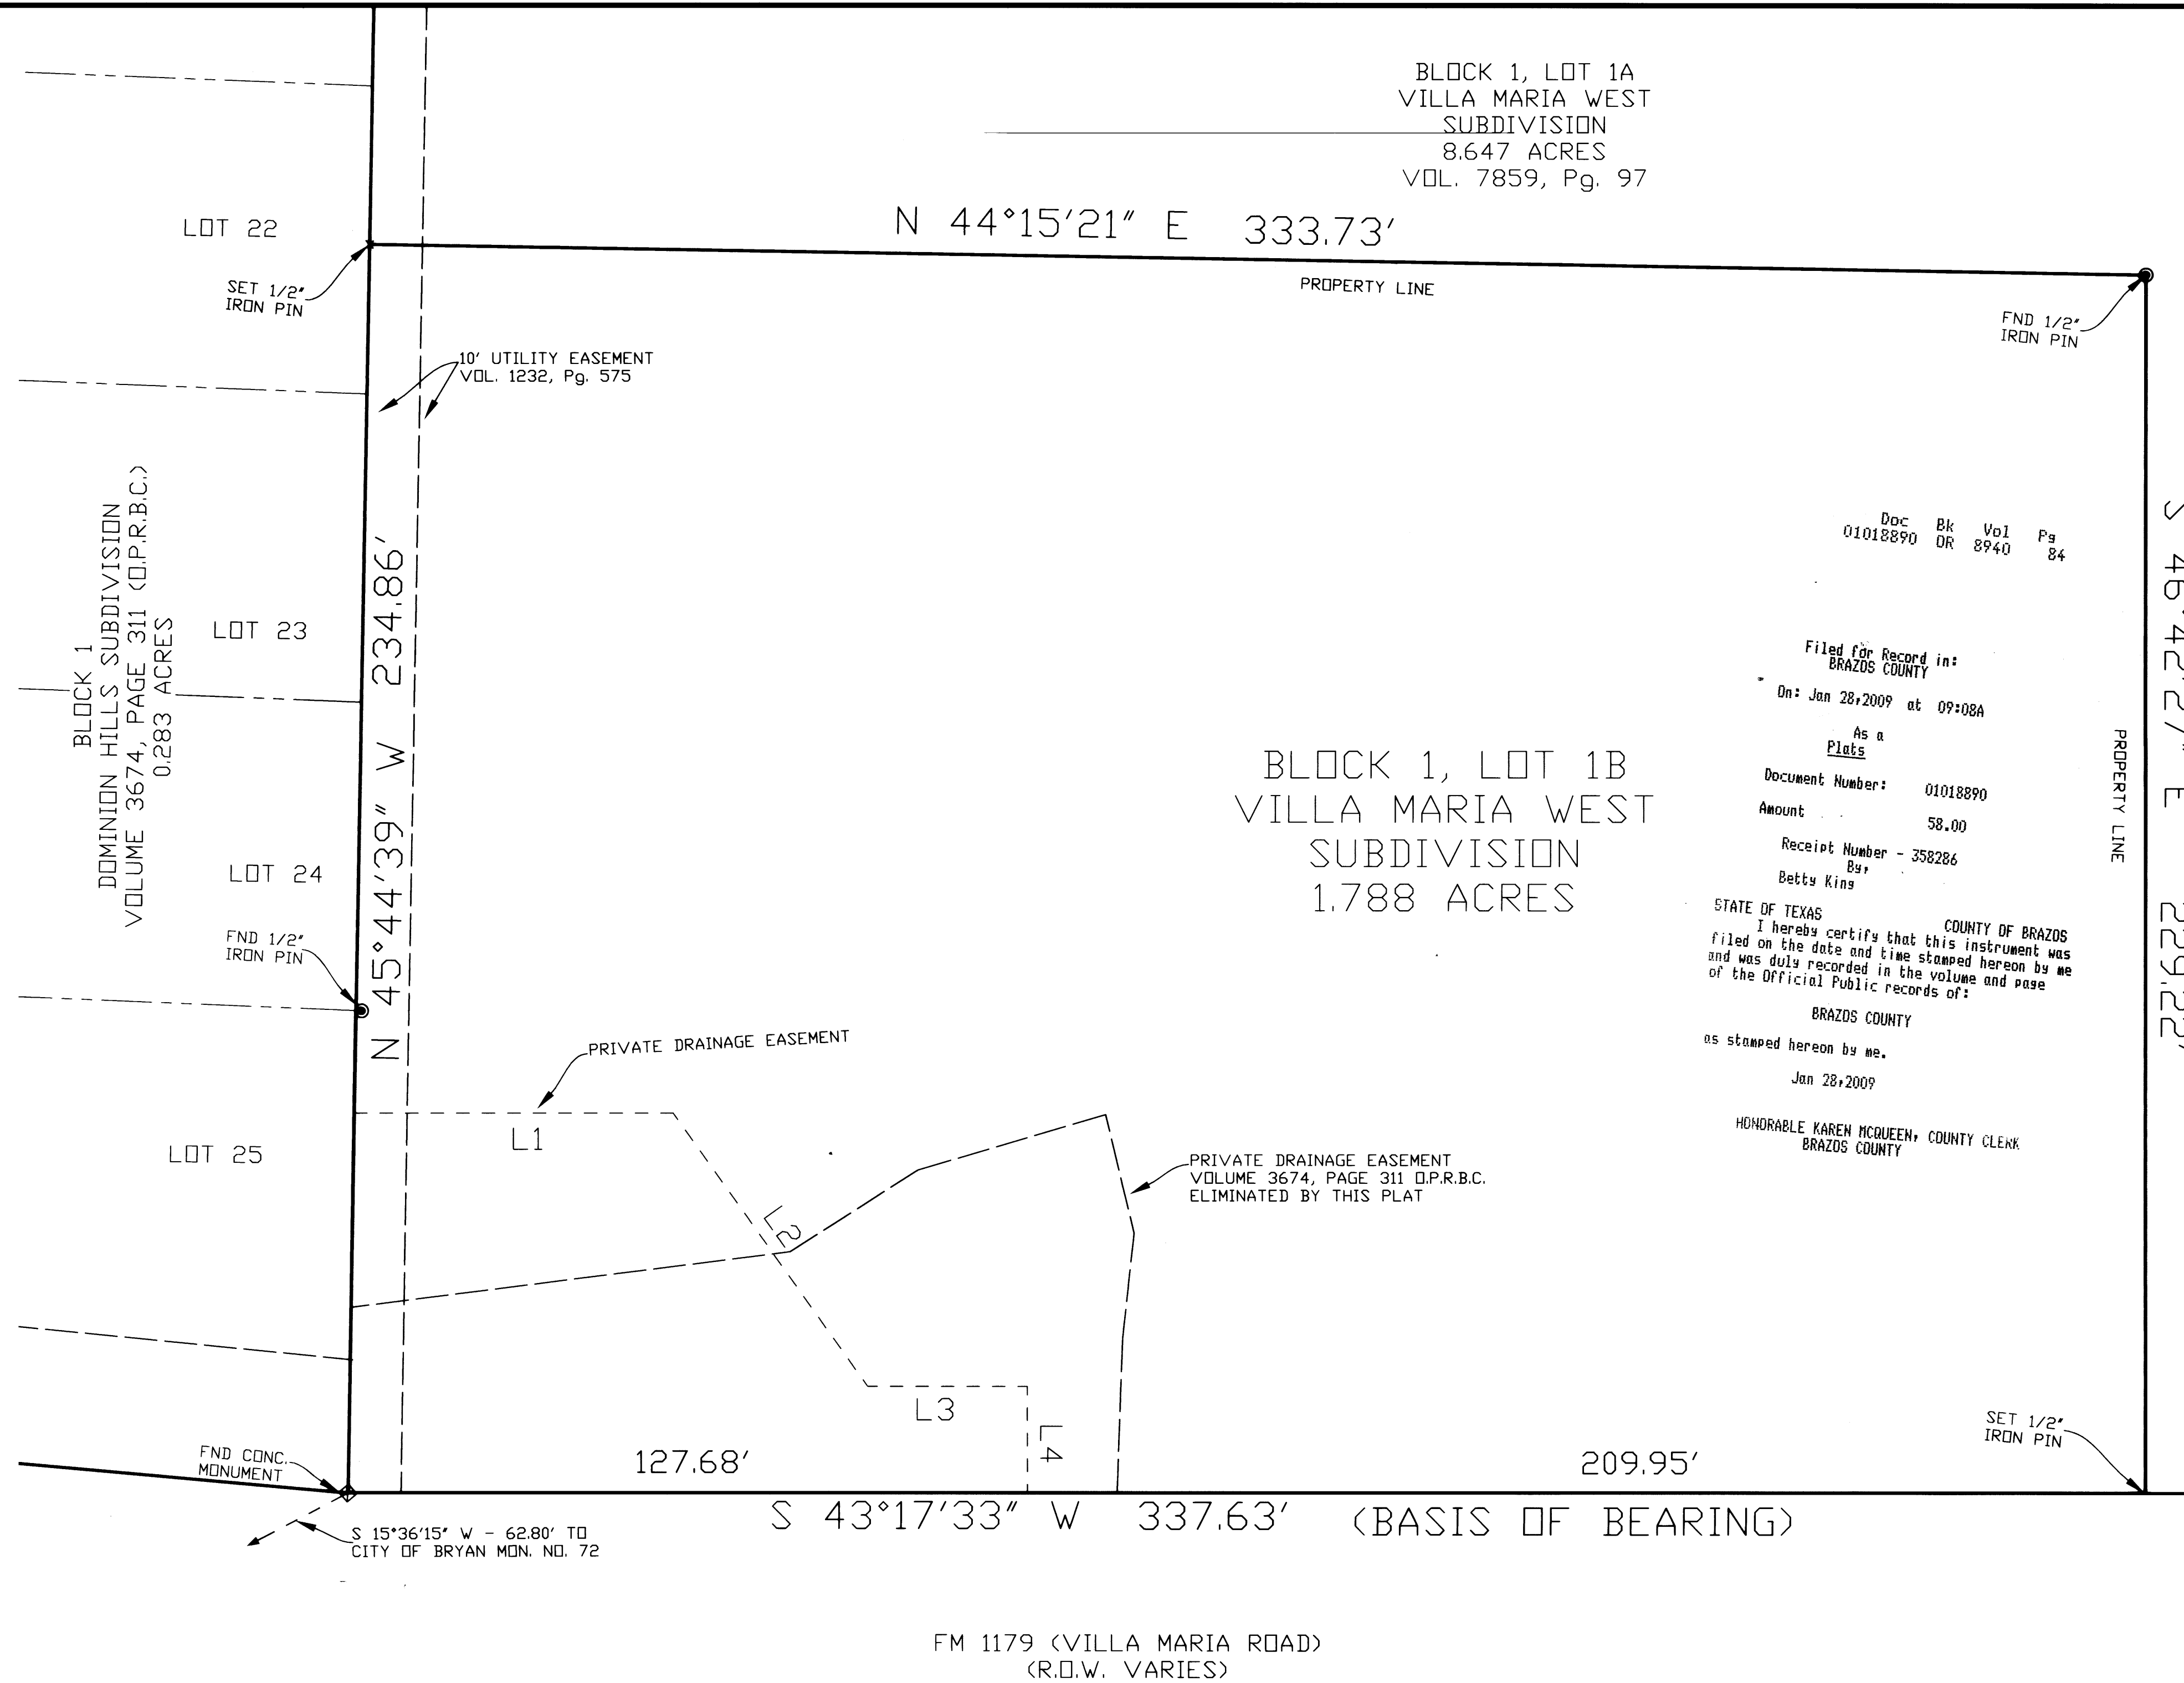 BLOCK 1, LOT 1A
VILLA MARIA WEST
SUBDIVISION
8.647 ACRES
VOL. 7859, Pg. 97
N 44°15'21" E 333.73'
PROPERTY LINE
LOT 22
SET 1/2"
IRON PIN
FND 1/2"
IRON PIN
10' UTILITY EASEMENT
VOL. 1232, Pg. 575
BLOCK 1
DOMINION HILLS SUBDIVISION
VOLUME 3674, PAGE 311 (O.P.R.B.C.)
0.283 ACRES
LOT 23
LOT 24
FND 1/2"
IRON PIN
LOT 25
N 45°44'39" W 234.86'
BLOCK 1, LOT 1B
VILLA MARIA WEST
SUBDIVISION
1.788 ACRES
Doc Bk Vol Pg
01018890 OR 8940 84
Filed for Record in:
BRAZOS COUNTY
On: Jan 28,2009 at 09:08A
As a
Plats
Document Number: 01018890
Amount 58.00
Receipt Number - 358286
By,
Betty King
STATE OF TEXAS COUNTY OF BRAZOS
I hereby certify that this instrument was
filed on the date and time stamped hereon by me
and was duly recorded in the volume and page
of the Official Public records of:
BRAZOS COUNTY
as stamped hereon by me.
Jan 28,2009
HONORABLE KAREN MCQUEEN, COUNTY CLERK
BRAZOS COUNTY
PROPERTY LINE
S 46°42'27" E 229.22'
PRIVATE DRAINAGE EASEMENT
L1
L2
L3
L4
PRIVATE DRAINAGE EASEMENT
VOLUME 3674, PAGE 311 O.P.R.B.C.
ELIMINATED BY THIS PLAT
SET 1/2"
IRON PIN
FND CONC.
MONUMENT
127.68'
209.95'
S 43°17'33" W 337.63' (BASIS OF BEARING)
S 15°36'15" W - 62.80' TO
CITY OF BRYAN MON. NO. 72
FM 1179 (VILLA MARIA ROAD)
(R.O.W. VARIES)